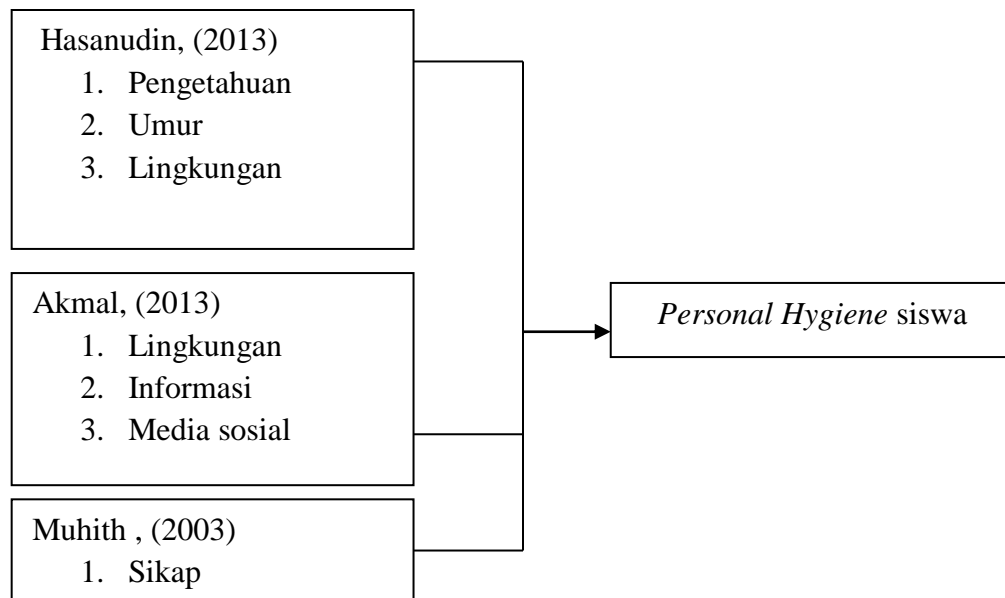 Hasanudin, (2013)
1. Pengetahuan
2. Umur
3. Lingkungan
Akmal, (2013)
1. Lingkungan
2. Informasi
3. Media sosial
Muhith , (2003)
1. Sikap
Personal Hygiene siswa